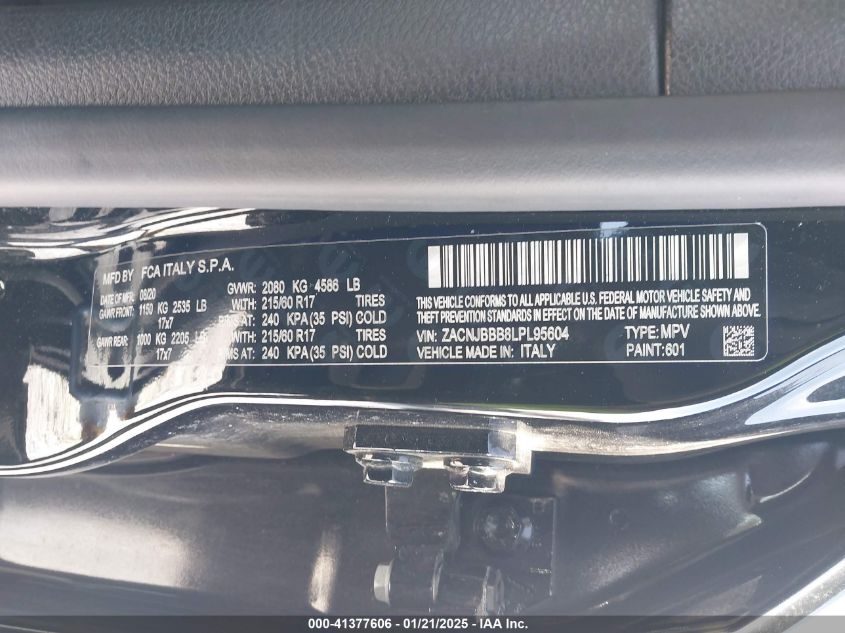 MFD BY FCA ITALY S.P.A.
DATE OF MFR 08/20 GVWR: 2080 KG 4586 LB
GAWR FRONT: 1150 KG 2535 LB WITH: 215/60 R17 TIRES
17x7 RIMS AT: 240 KPA (35 PSI) COLD
GAWR REAR: 1000 KG 2205 LB WITH: 215/60 R17 TIRES
17x7 RIMS AT: 240 KPA (35 PSI) COLD
THIS VEHICLE CONFORMS TO ALL APPLICABLE U.S. FEDERAL MOTOR VEHICLE SAFETY AND
THEFT PREVENTION STANDARDS IN EFFECT ON THE DATE OF MANUFACTURE SHOWN ABOVE.
VIN: ZACNJBBB8LPL95604 TYPE: MPV
VEHICLE MADE IN: ITALY PAINT: 601
000-41377606 / 01/21/2025 / IAA Inc.